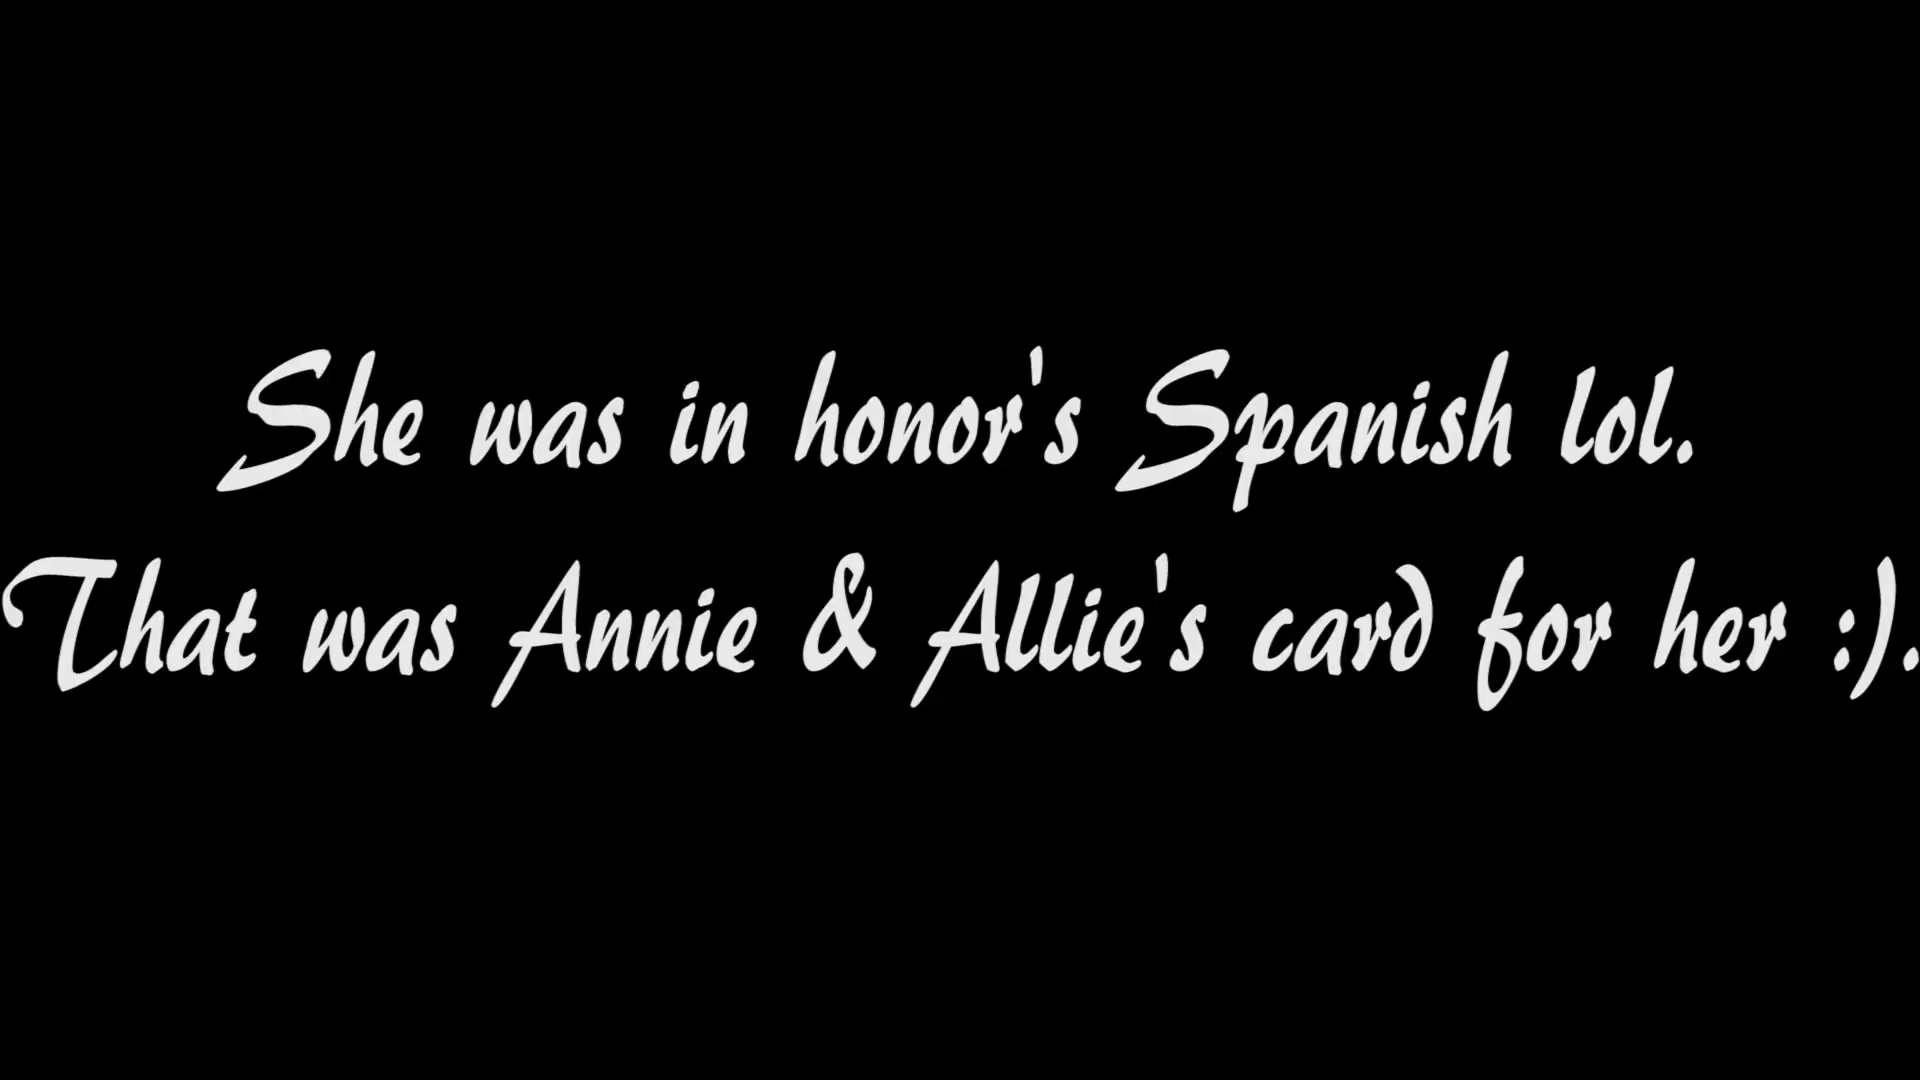 She was in honor's Spanish lol.
That was Annie & Allie's card for her :).